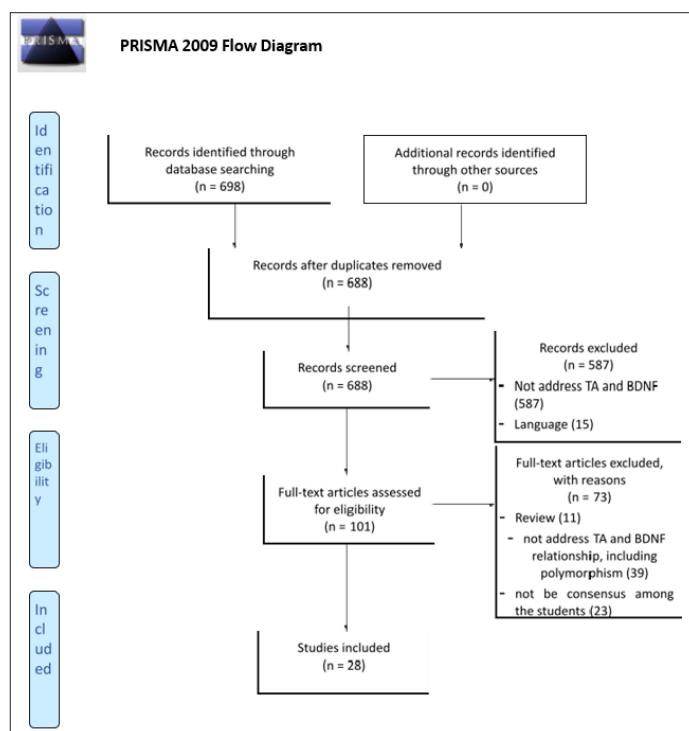 PRISMA
PRISMA 2009 Flow Diagram
Id
en
tifi
ca
tio
n
Records identified through
database searching
(n = 698)
Additional records identified
through other sources
(n = 0)
Records after duplicates removed
(n = 688)
Sc
re
en
in
g
Records screened
(n = 688)
Records excluded
(n = 587)
- Not address TA and BDNF
(587)
- Language (15)
Eli
gib
ilit
y
Full-text articles assessed
for eligibility
(n = 101)
Full-text articles excluded,
with reasons
(n = 73)
- Review (11)
- not address TA and BDNF
relationship, including
polymorphism (39)
- not be consensus among
the students (23)
In
cl
ud
ed
Studies included
(n = 28)